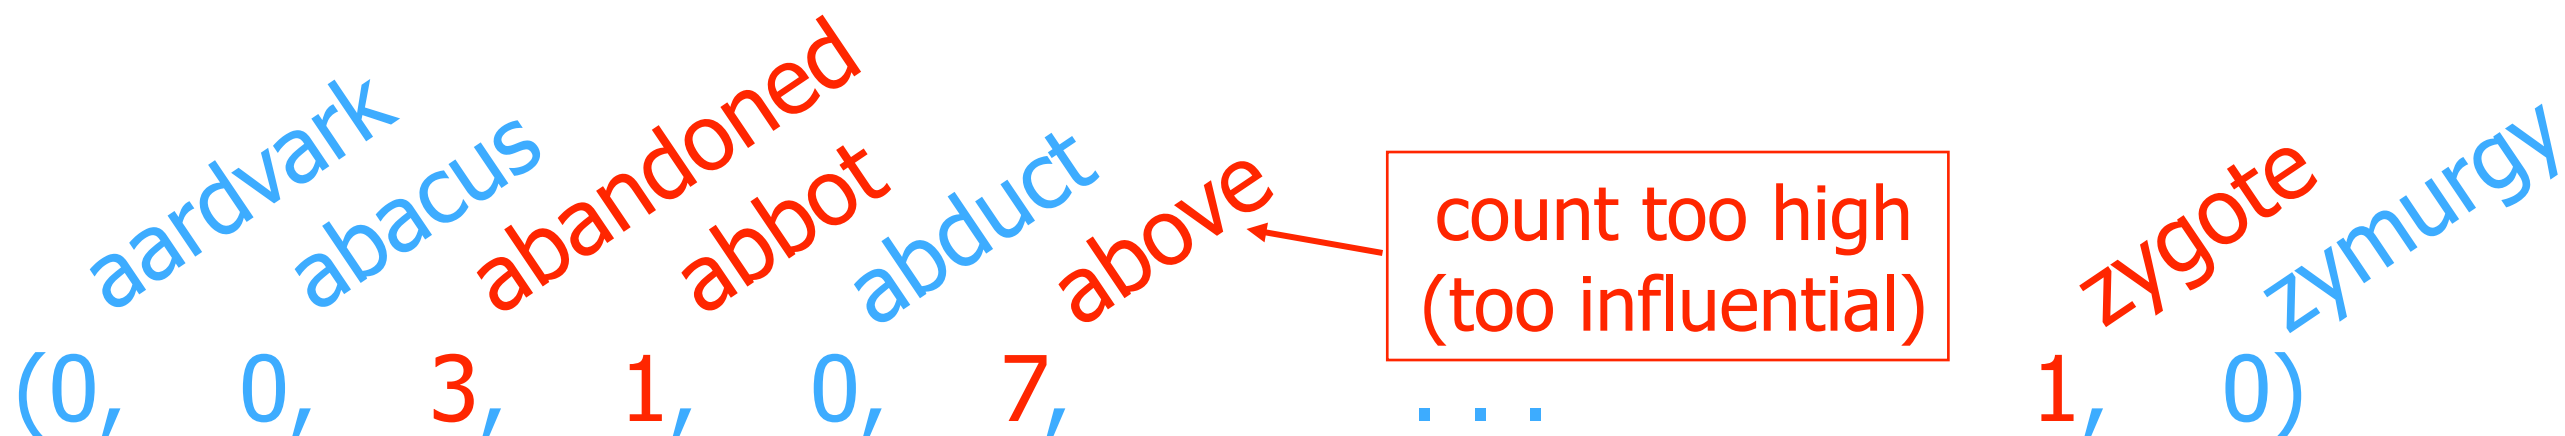 aardvark abacus abandoned abbot abduct above zygote zymurgy
count too high
(too influential)
(0, 0, 3, 1, 0, 7, . . . 1, 0)